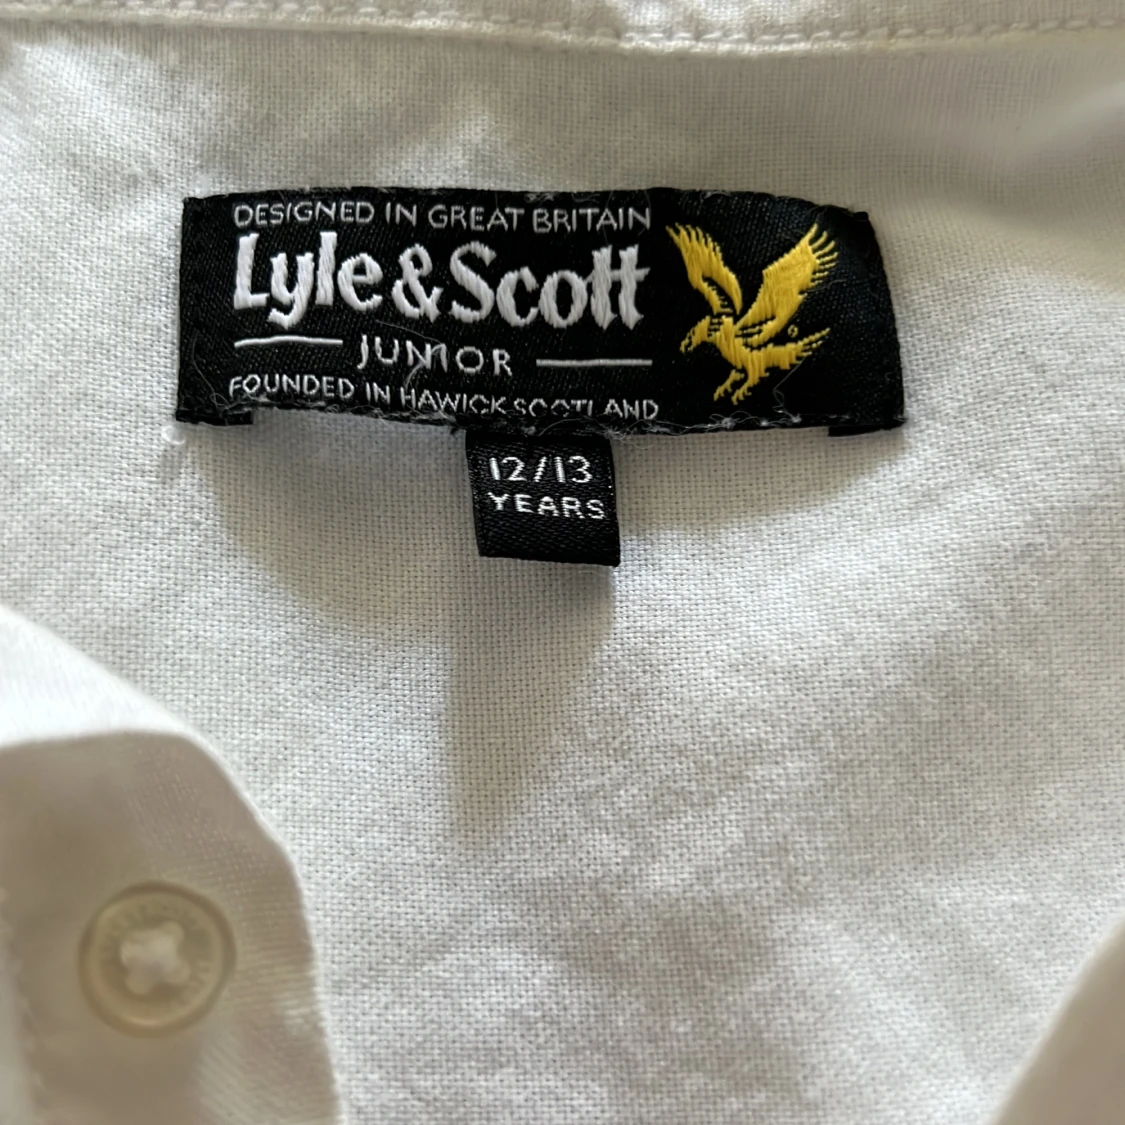 DESIGNED IN GREAT BRITAIN
Lyle & Scott
JUNIOR
FOUNDED IN HAWICK SCOTLAND
12/13
YEARS